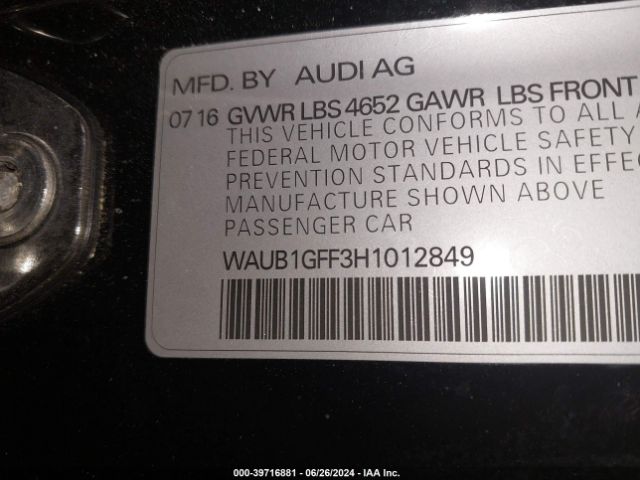 MFD. BY AUDI AG
07 16 GVWR LBS 4652 GAWR LBS FRONT
THIS VEHICLE CONFORMS TO ALL A
FEDERAL MOTOR VEHICLE SAFETY
PREVENTION STANDARDS IN EFFEC
MANUFACTURE SHOWN ABOVE
PASSENGER CAR
WAUB1GFF3H1012849
000-39716881 / 06/26/2024 - IAA Inc.